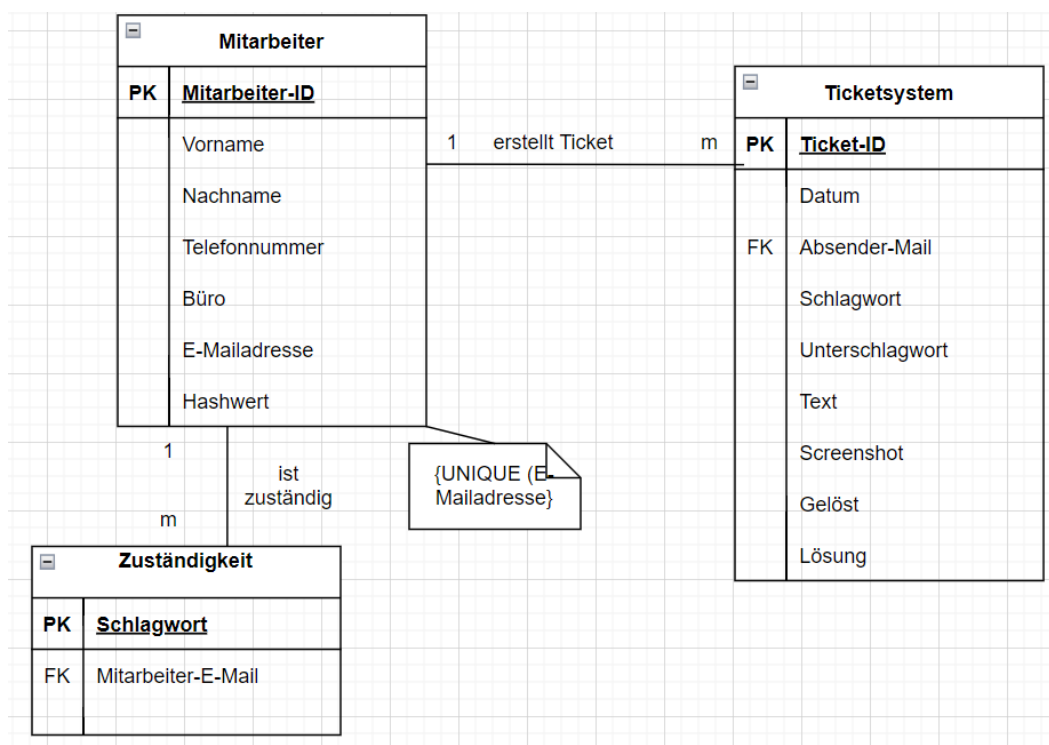 Mitarbeiter
PK Mitarbeiter-ID
Vorname
Nachname
Telefonnummer
Büro
E-Mailadresse
Hashwert
1 erstellt Ticket m
Ticketsystem
PK Ticket-ID
Datum
FK Absender-Mail
Schlagwort
Unterschlagwort
Text
Screenshot
Gelöst
Lösung
1
ist
zuständig
m
{UNIQUE (E-
Mailadresse}
Zuständigkeit
PK Schlagwort
FK Mitarbeiter-E-Mail